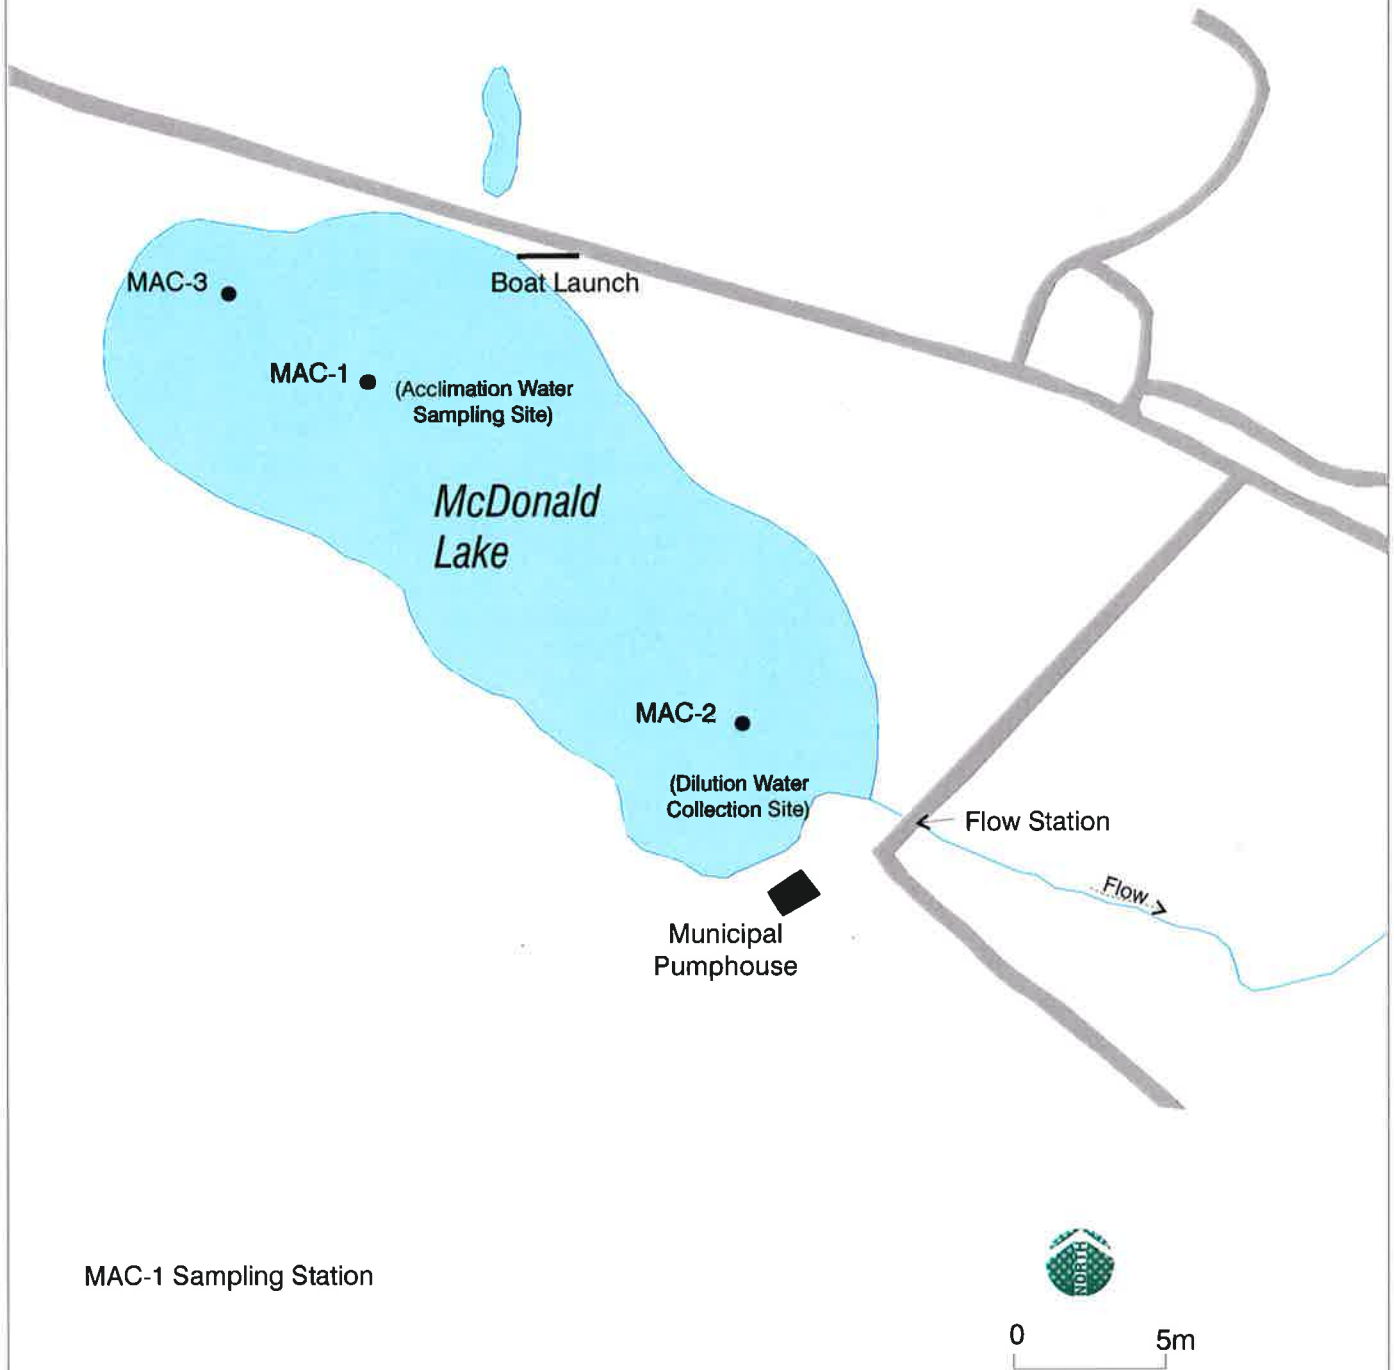 MAC-3
Boat Launch
MAC-1
(Acclimation Water
Sampling Site)
McDonald
Lake
MAC-2
(Dilution Water
Collection Site)
Flow Station
Flow
Municipal
Pumphouse
MAC-1 Sampling Station
NORTH
0 5m